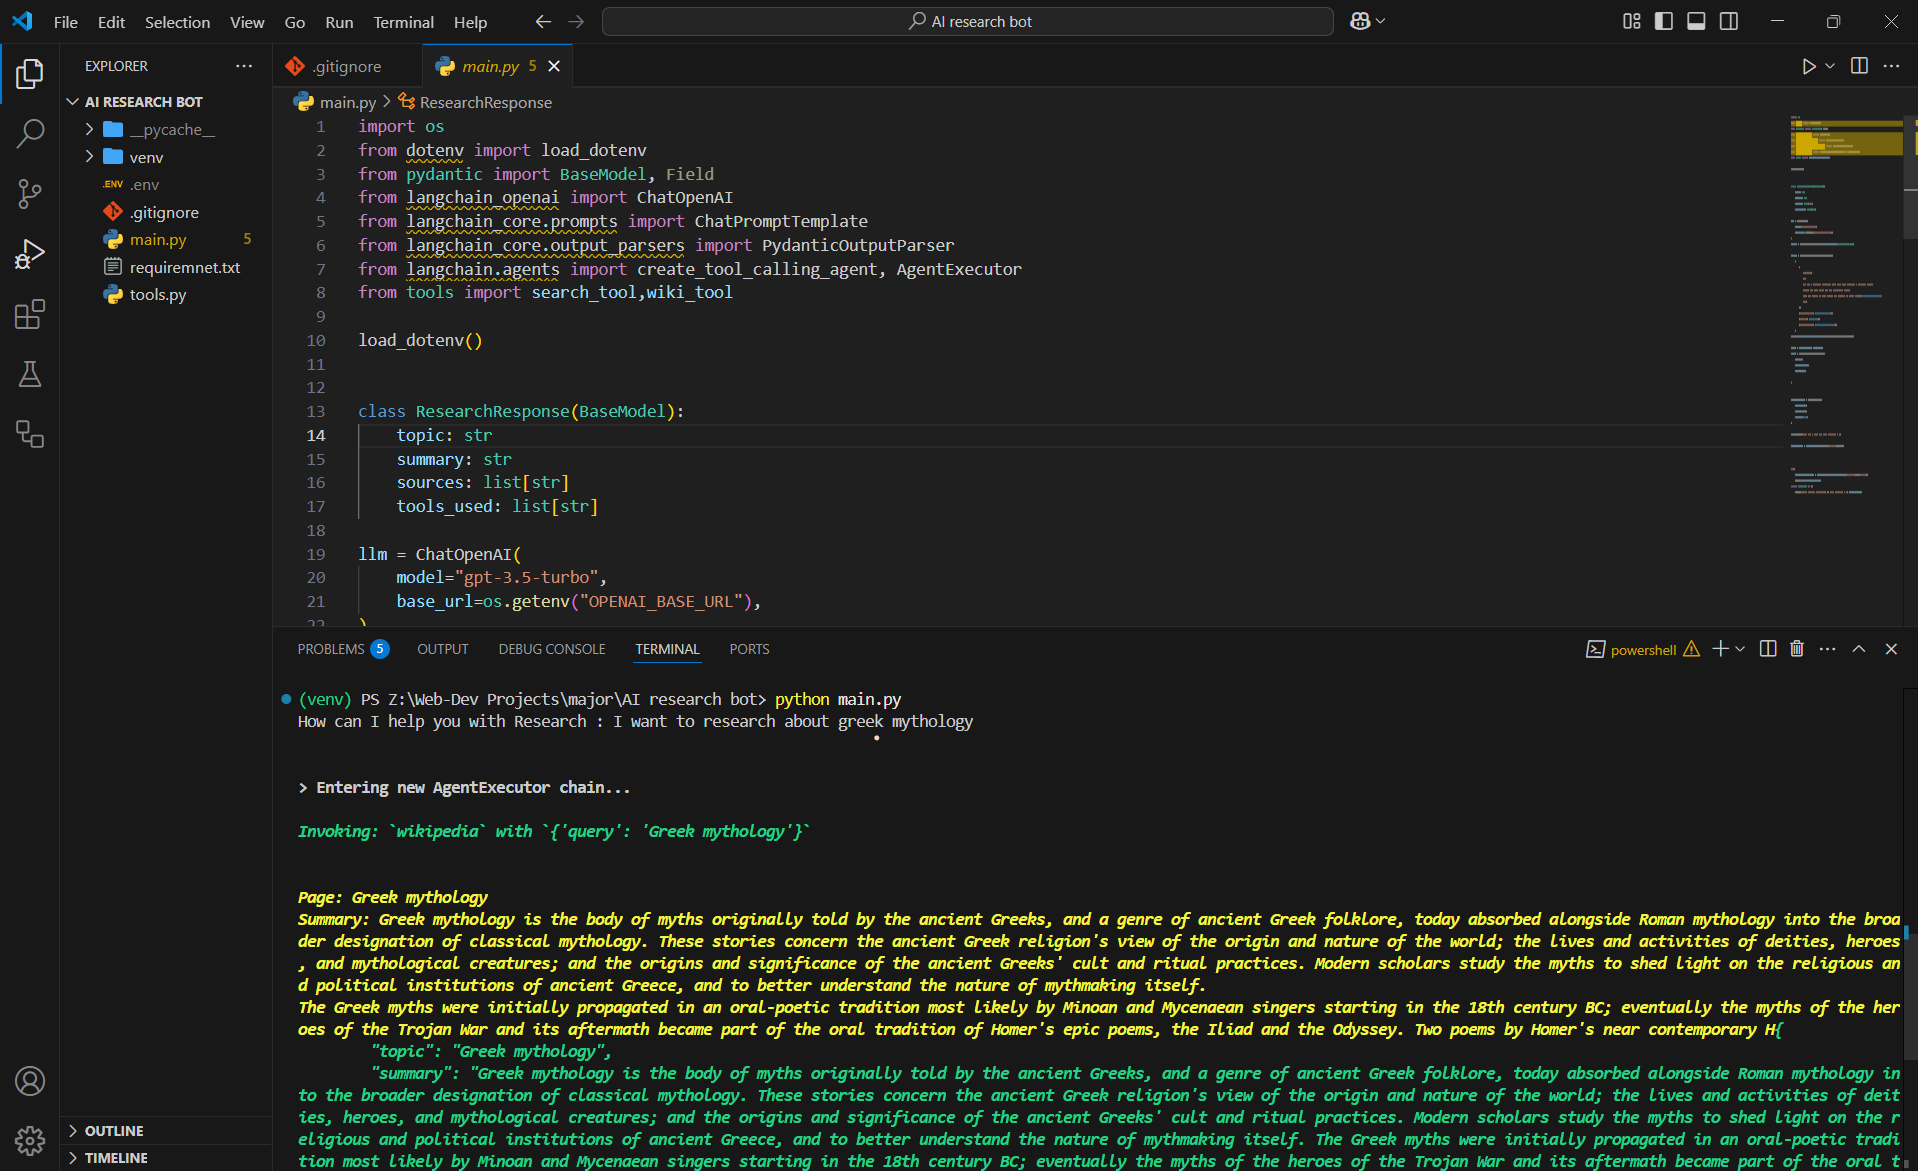 File Edit Selection View Go Run Terminal Help
AI research bot
EXPLORER
AI RESEARCH BOT
__pycache__
venv
.ENV .env
.gitignore
main.py 5
requiremnet.txt
tools.py
OUTLINE
TIMELINE
.gitignore
main.py 5
main.py > ResearchResponse
1 import os
2 from dotenv import load_dotenv
3 from pydantic import BaseModel, Field
4 from langchain_openai import ChatOpenAI
5 from langchain_core.prompts import ChatPromptTemplate
6 from langchain_core.output_parsers import PydanticOutputParser
7 from langchain.agents import create_tool_calling_agent, AgentExecutor
8 from tools import search_tool,wiki_tool
9
10 load_dotenv()
11
12
13 class ResearchResponse(BaseModel):
14 topic: str
15 summary: str
16 sources: list[str]
17 tools_used: list[str]
18
19 llm = ChatOpenAI(
20 model="gpt-3.5-turbo",
21 base_url=os.getenv("OPENAI_BASE_URL"),
22 )
PROBLEMS 5 OUTPUT DEBUG CONSOLE TERMINAL PORTS
powershell
(venv) PS Z:\Web-Dev Projects\major\AI research bot> python main.py
How can I help you with Research : I want to research about greek mythology
> Entering new AgentExecutor chain...
Invoking: `wikipedia` with `{'query': 'Greek mythology'}`
Page: Greek mythology
Summary: Greek mythology is the body of myths originally told by the ancient Greeks, and a genre of ancient Greek folklore, today absorbed alongside Roman mythology into the broa
der designation of classical mythology. These stories concern the ancient Greek religion's view of the origin and nature of the world; the lives and activities of deities, heroes
, and mythological creatures; and the origins and significance of the ancient Greeks' cult and ritual practices. Modern scholars study the myths to shed light on the religious an
d political institutions of ancient Greece, and to better understand the nature of mythmaking itself.
The Greek myths were initially propagated in an oral-poetic tradition most likely by Minoan and Mycenaean singers starting in the 18th century BC; eventually the myths of the her
oes of the Trojan War and its aftermath became part of the oral tradition of Homer's epic poems, the Iliad and the Odyssey. Two poems by Homer's near contemporary H{
"topic": "Greek mythology",
"summary": "Greek mythology is the body of myths originally told by the ancient Greeks, and a genre of ancient Greek folklore, today absorbed alongside Roman mythology in
to the broader designation of classical mythology. These stories concern the ancient Greek religion's view of the origin and nature of the world; the lives and activities of deit
ies, heroes, and mythological creatures; and the origins and significance of the ancient Greeks' cult and ritual practices. Modern scholars study the myths to shed light on the r
eligious and political institutions of ancient Greece, and to better understand the nature of mythmaking itself. The Greek myths were initially propagated in an oral-poetic tradi
tion most likely by Minoan and Mycenaean singers starting in the 18th century BC; eventually the myths of the heroes of the Trojan War and its aftermath became part of the oral t